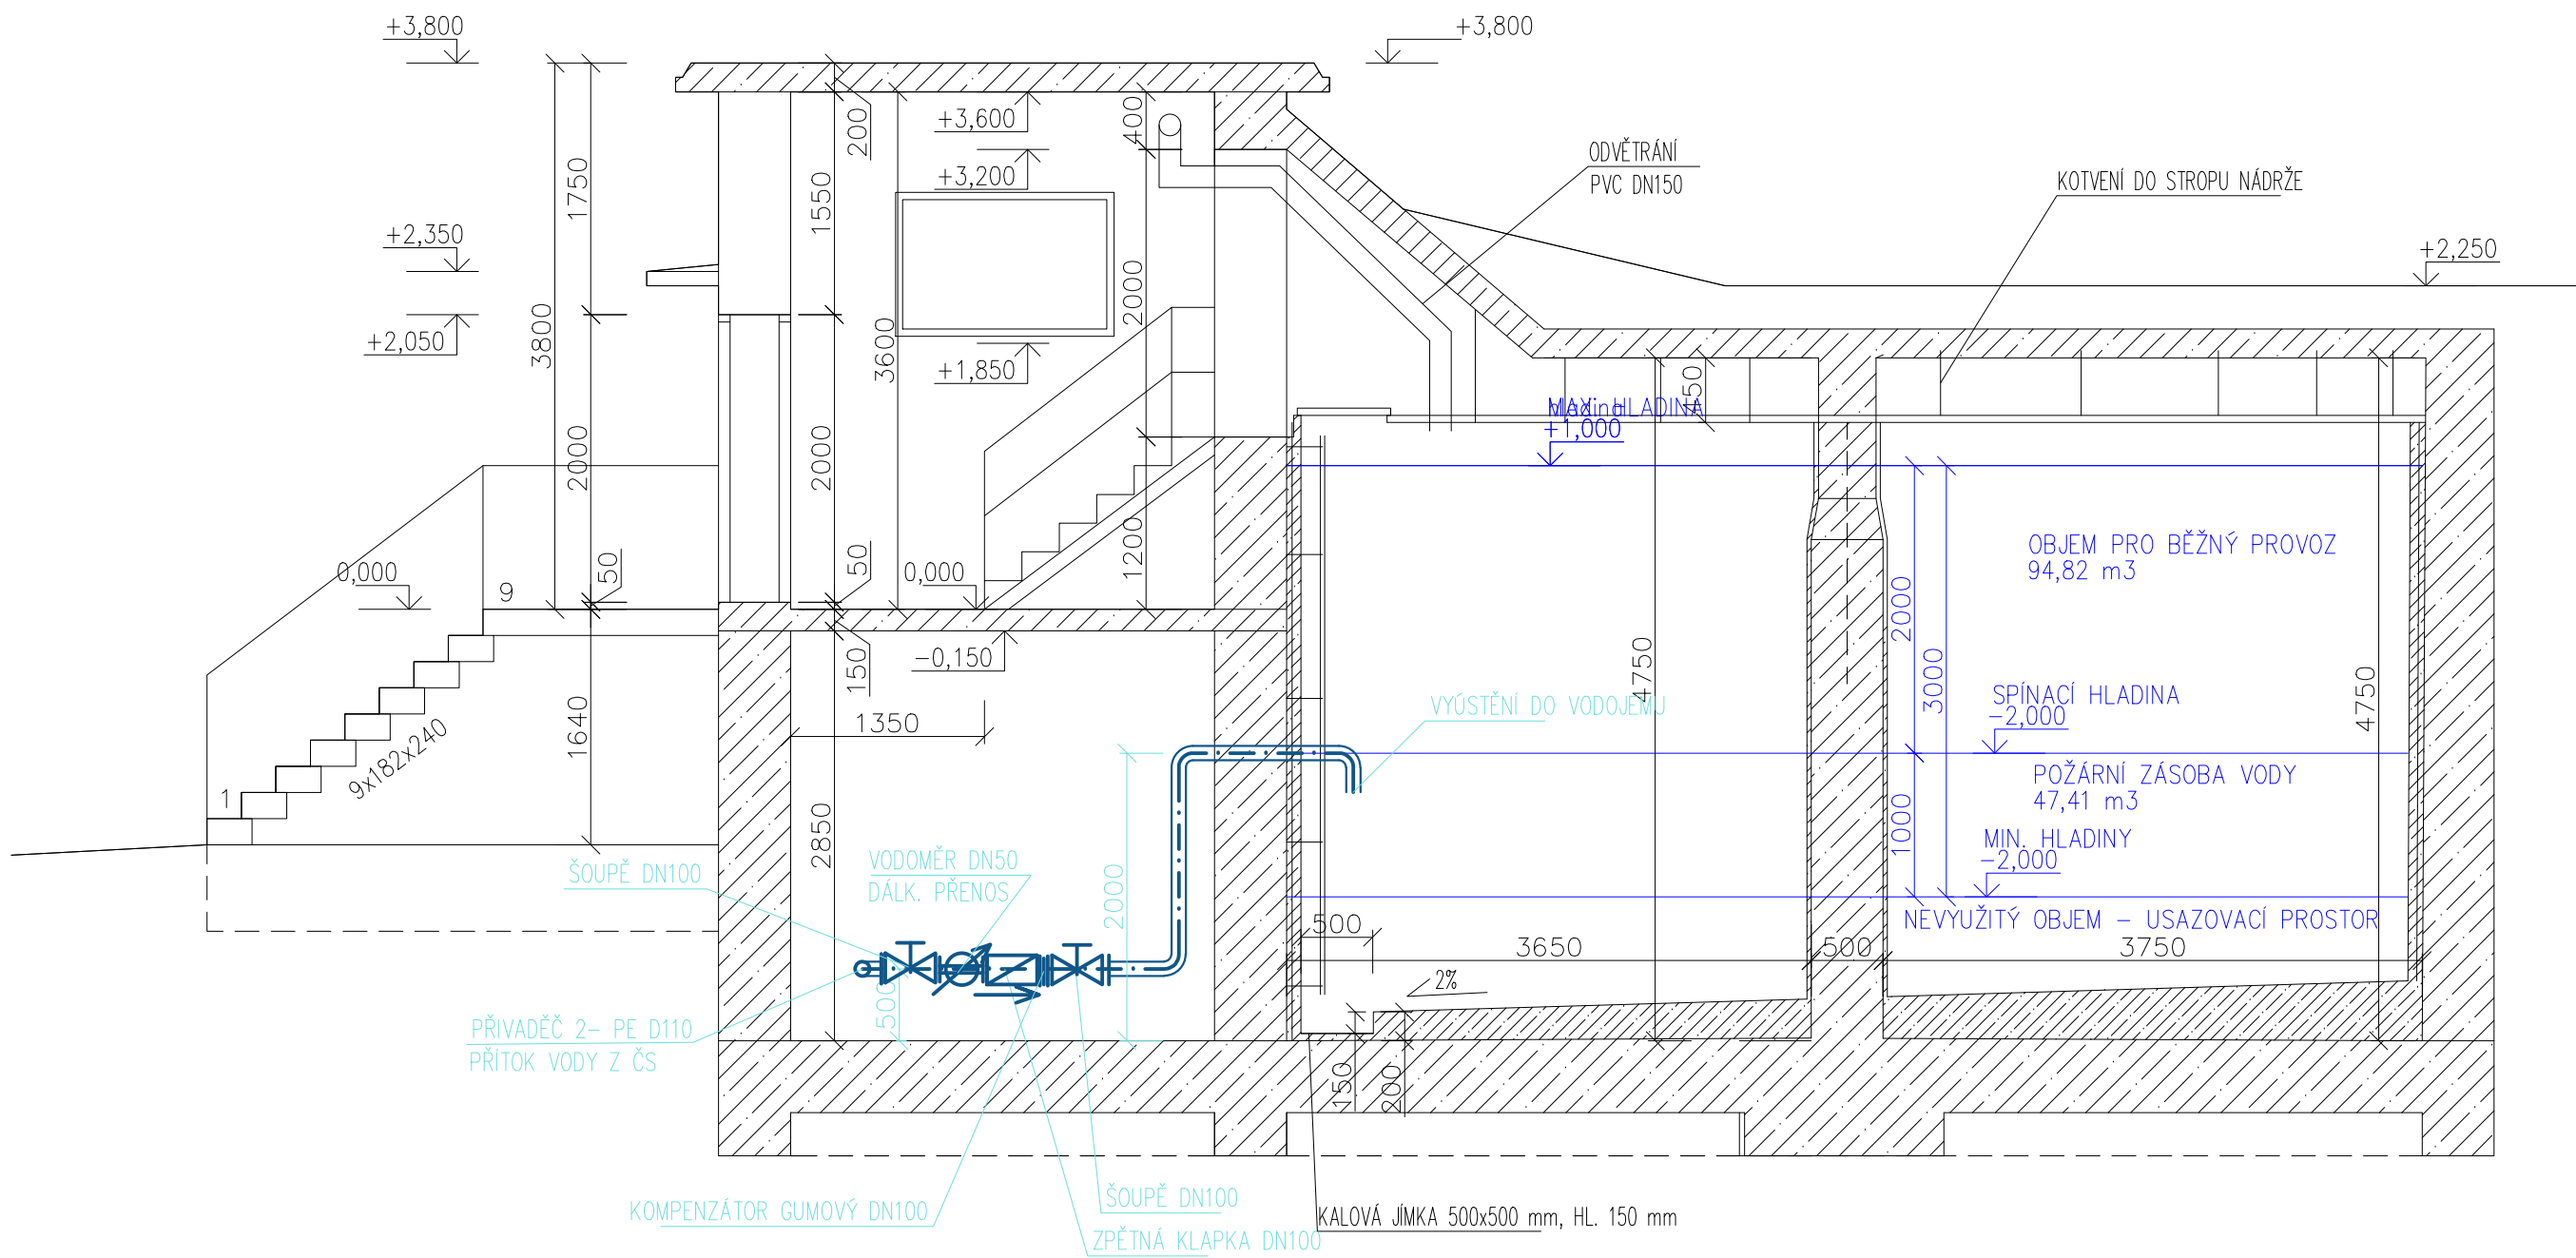 +3,800
+3,800
200
+3,600
400
ODVĚTRÁNÍ
PVC DN150
+3,200
KOTVENÍ DO STROPU NÁDRŽE
1750
1550
+2,350
+2,250
2000
3800
3600
+2,050
+1,850
450
MAX. HLADINA
+1,000
2000
2000
1200
OBJEM PRO BĚŽNÝ PROVOZ
94,82 m3
0,000
9
50
50
0,000
2000
3000
-0,150
150
4750
4750
SPÍNACÍ HLADINA
-2,000
VYÚSTĚNÍ DO VODOJEMU
1350
1640
9x182x240
1
POŽÁRNÍ ZÁSOBA VODY
47,41 m3
1000
MIN. HLADINY
-2,000
2850
VODOMĚR DN50
DÁLK. PŘENOS
ŠOUPĚ DN100
2000
500
NEVYUŽITÝ OBJEM - USAZOVACÍ PROSTOR
3650
500
3750
2%
500
PŘIVADĚČ 2- PE D110
PŘÍTOK VODY Z ČS
150
200
KOMPENZÁTOR GUMOVÝ DN100
ŠOUPĚ DN100
ZPĚTNÁ KLAPKA DN100
KALOVÁ JÍMKA 500x500 mm, HL. 150 mm